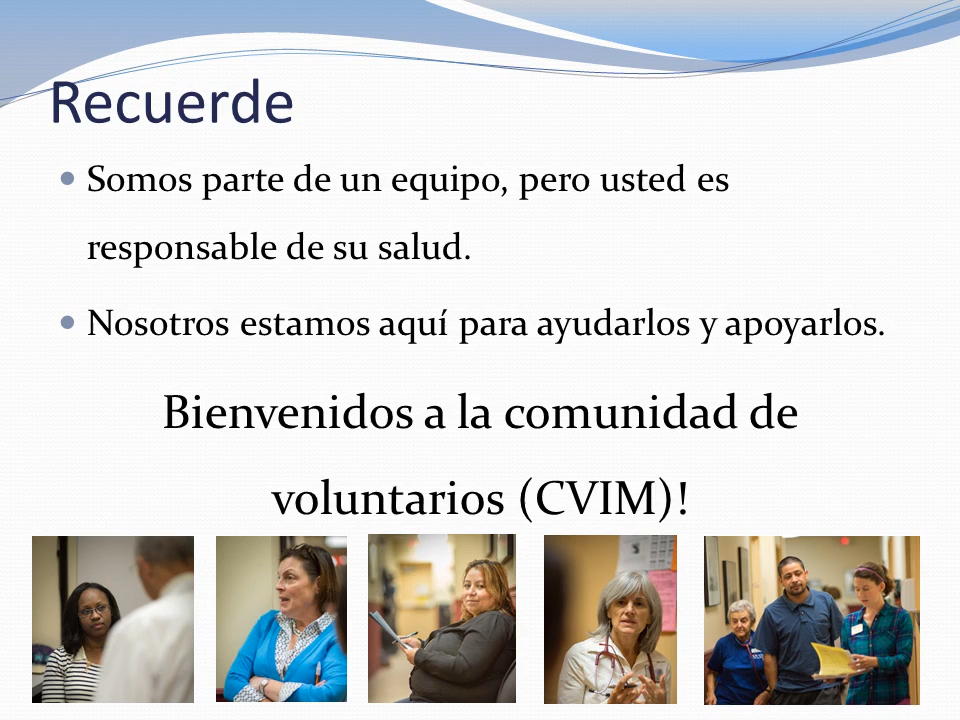 Recuerde
Somos parte de un equipo, pero usted es
responsable de su salud.
Nosotros estamos aquí para ayudarlos y apoyarlos.
Bienvenidos a la comunidad de
voluntarios (CVIM)!